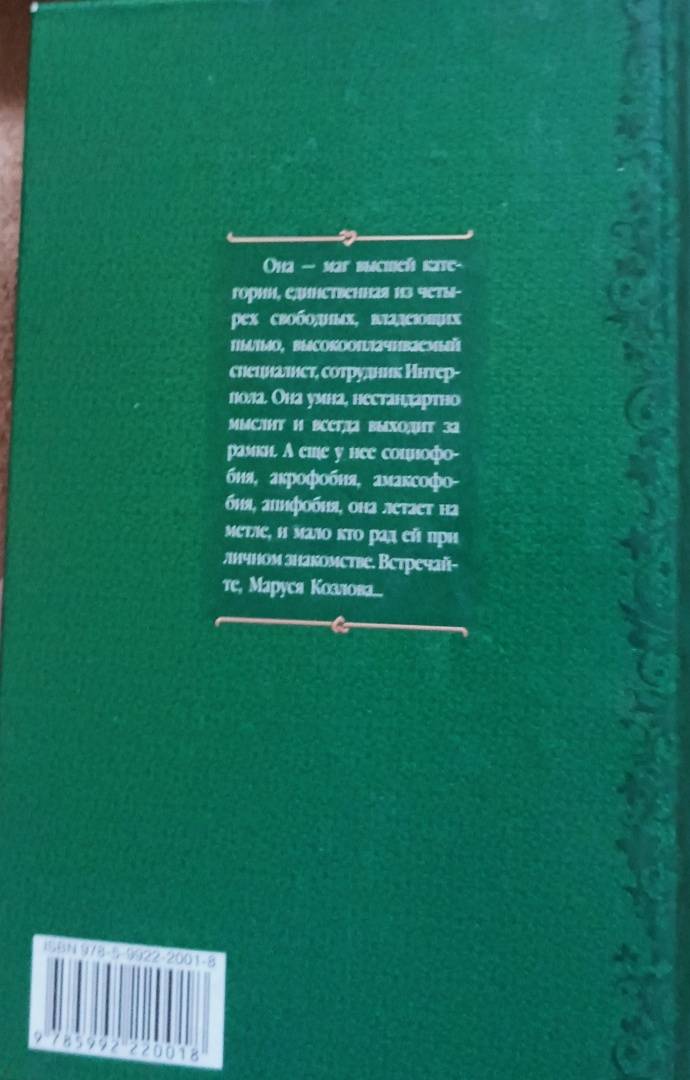 Она — маг высшей кате-
гории, единственная из четы-
рех свободных, владеющих
пылью, высокооплачиваемый
специалист, сотрудник Интер-
пола. Она умна, нестандартно
мыслит и всегда выходит за
рамки. А еще у нее социофо-
бия, акрофобия, амаксофо-
бия, апифобия, она летает на
метле, и мало кто рад ей при
личном знакомстве. Встречай-
те, Маруся Козлова...
ISBN 978-5-9922-2001-8
9 785992 220018